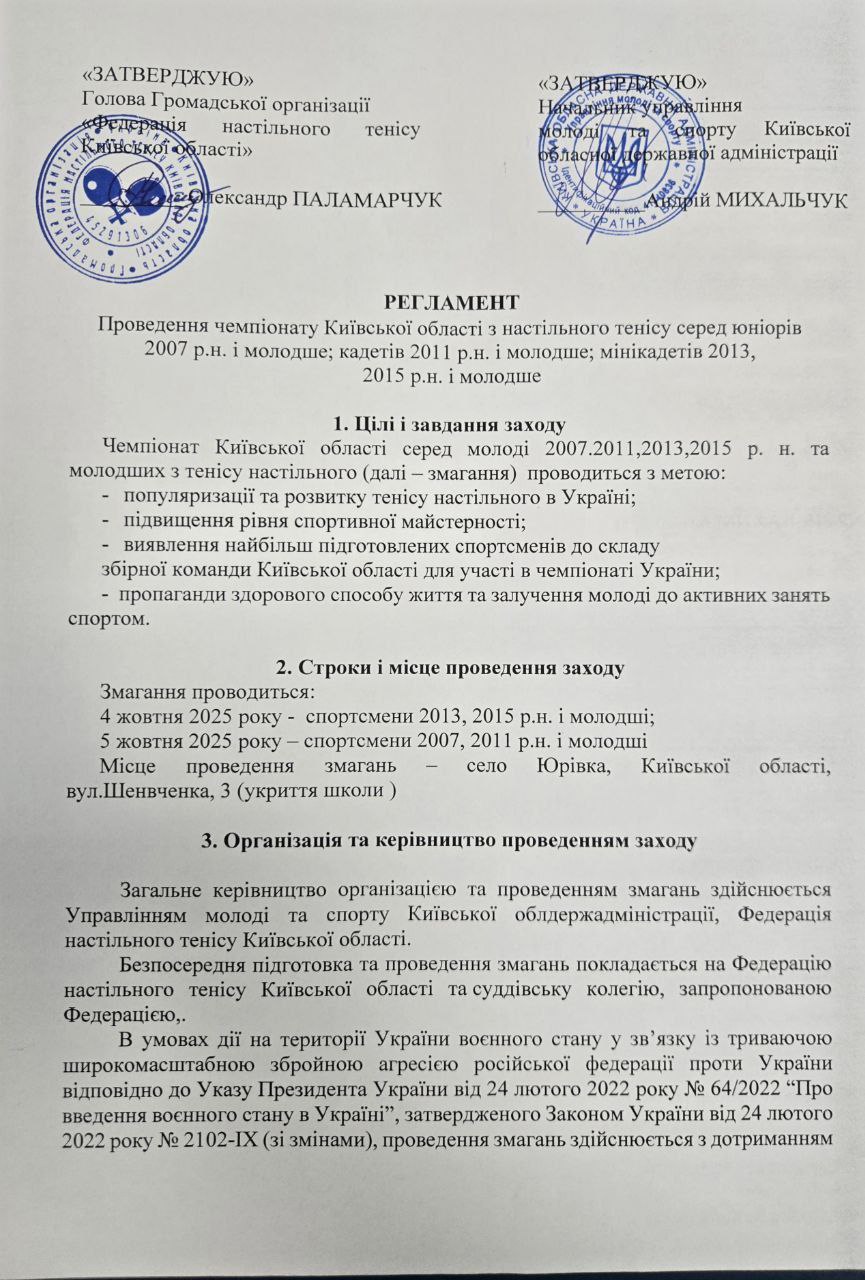 «ЗАТВЕРДЖУЮ»
Голова Громадської організації
«Федерація настільного тенісу
Київської області»
Олександр ПАЛАМАРЧУК
45291306
«ЗАТВЕРДЖУЮ»
Начальник управління
молоді та спорту Київської
обласної державної адміністрації
Андрій МИХАЛЬЧУК
РЕГЛАМЕНТ
Проведення чемпіонату Київської області з настільного тенісу серед юніорів
2007 р.н. і молодше; кадетів 2011 р.н. і молодше; мінікадетів 2013,
2015 р.н. і молодше
1. Цілі і завдання заходу
Чемпіонат Київської області серед молоді 2007.2011,2013,2015 р. н. та
молодших з тенісу настільного (далі – змагання) проводиться з метою:
- популяризації та розвитку тенісу настільного в Україні;
- підвищення рівня спортивної майстерності;
- виявлення найбільш підготовлених спортсменів до складу
збірної команди Київської області для участі в чемпіонаті України;
- пропаганди здорового способу життя та залучення молоді до активних занять
спортом.
2. Строки і місце проведення заходу
Змагання проводиться:
4 жовтня 2025 року - спортсмени 2013, 2015 р.н. і молодші;
5 жовтня 2025 року – спортсмени 2007, 2011 р.н. і молодші
Місце проведення змагань – село Юрівка, Київської області,
вул.Шенвченка, 3 (укриття школи )
3. Організація та керівництво проведенням заходу
Загальне керівництво організацією та проведенням змагань здійснюється
Управлінням молоді та спорту Київської облдержадміністрації, Федерація
настільного тенісу Київської області.
Безпосередня підготовка та проведення змагань покладається на Федерацію
настільного тенісу Київської області та суддівську колегію, запропонованою
Федерацією,.
В умовах дії на території України воєнного стану у зв’язку із триваючою
широкомасштабною збройною агресією російської федерації проти України
відповідно до Указу Президента України від 24 лютого 2022 року № 64/2022 “Про
введення воєнного стану в Україні”, затвердженого Законом України від 24 лютого
2022 року № 2102-IX (зі змінами), проведення змагань здійснюється з дотриманням